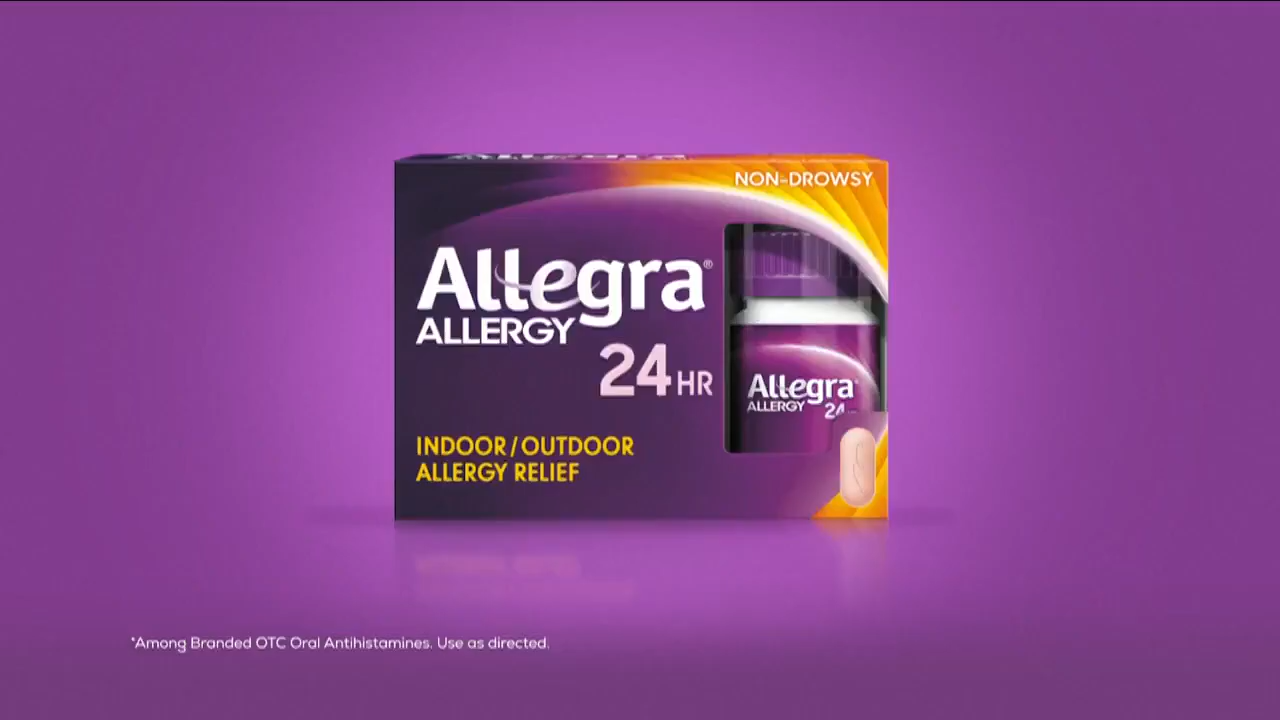 NON-DROWSY
Allegra®
ALLERGY
24 HR
Allegra
ALLERGY
24
INDOOR/OUTDOOR
ALLERGY RELIEF
*Among Branded OTC Oral Antihistamines. Use as directed.